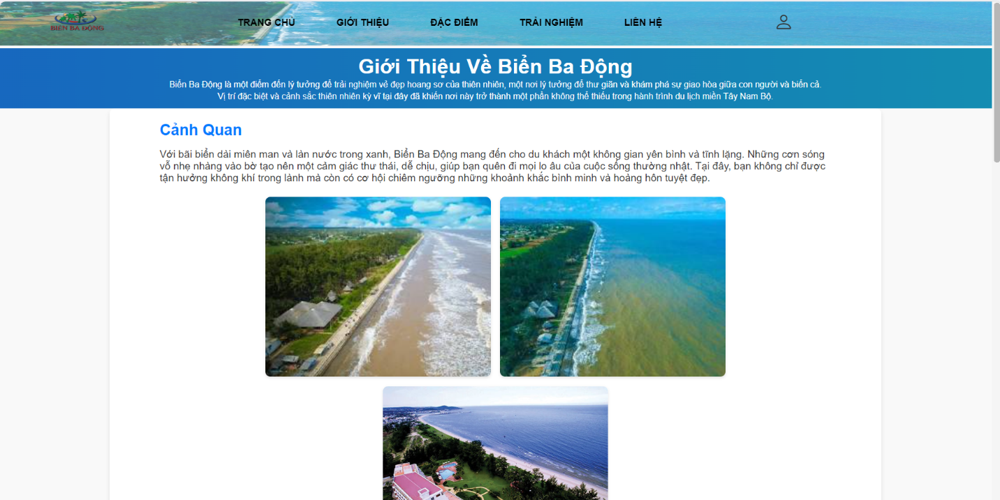 BIỂN BA ĐỘNG
TRANG CHỦ
GIỚI THIỆU
ĐẶC ĐIỂM
TRẢI NGHIỆM
LIÊN HỆ
Giới Thiệu Về Biển Ba Động
Biển Ba Động là một điểm đến lý tưởng để trải nghiệm vẻ đẹp hoang sơ của thiên nhiên, một nơi lý tưởng để thư giãn và khám phá sự giao hòa giữa con người và biển cả.
Vị trí đặc biệt và cảnh sắc thiên nhiên kỳ vĩ tại đây đã khiến nơi này trở thành một phần không thể thiếu trong hành trình du lịch miền Tây Nam Bộ.
Cảnh Quan
Với bãi biển dài miên man và làn nước trong xanh, Biển Ba Động mang đến cho du khách một không gian yên bình và tĩnh lặng. Những cơn sóng
vỗ nhẹ nhàng vào bờ tạo nên một cảm giác thư thái, dễ chịu, giúp bạn quên đi mọi lo âu của cuộc sống thường nhật. Tại đây, bạn không chỉ được
tận hưởng không khí trong lành mà còn có cơ hội chiêm ngưỡng những khoảnh khắc bình minh và hoàng hôn tuyệt đẹp.